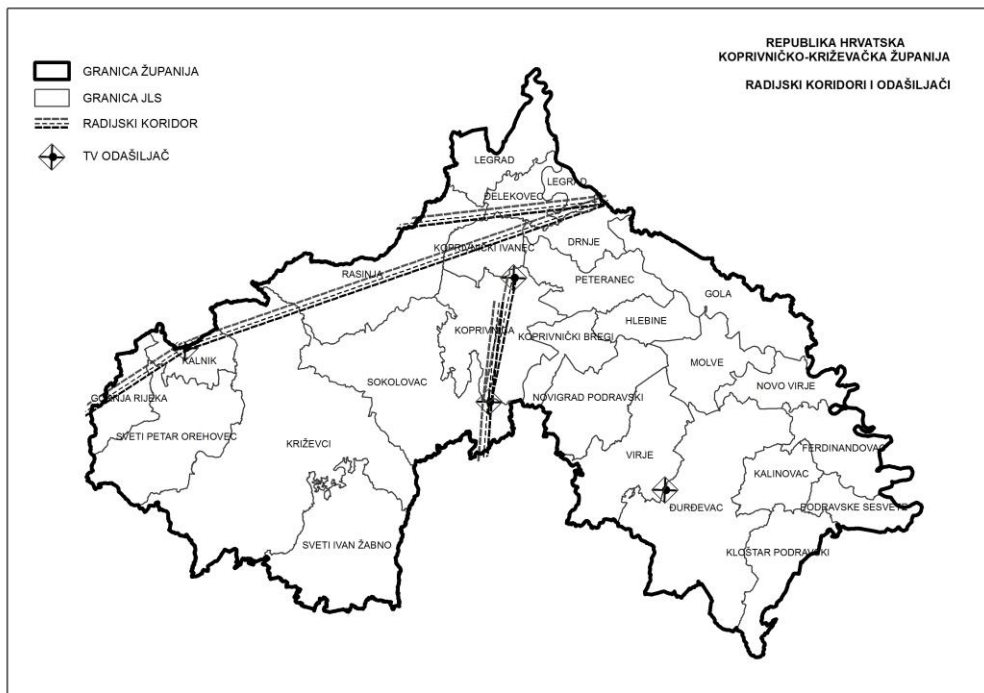 REPUBLIKA HRVATSKA
KOPRIVNIČKO-KRIŽEVAČKA ŽUPANIJA
RADIJSKI KORIDORI I ODAŠILJAČI
GRANICA ŽUPANIJA
GRANICA JLS
RADIJSKI KORIDOR
TV ODAŠILJAČ
LEGRAD
LEGRAD
ĐELEKOVEC
DRNJE
KOPRIVNIČKI IVANEC
RASINJA
PETERANEC
GOLA
HLEBINE
KOPRIVNICA
KOPRIVNIČKI BREGI
KALNIK
MOLVE
SOKOLOVAC
NOVO VIRJE
GORNJA RIJEKA
NOVIGRAD PODRAVSKI
SVETI PETAR OREHOVEC
KRIŽEVCI
FERDINANDOVAC
VIRJE
KALINOVAC
ĐURĐEVAC
PODRAVSKE SESVETE
SVETI IVAN ŽABNO
KLOŠTAR PODRAVSKI